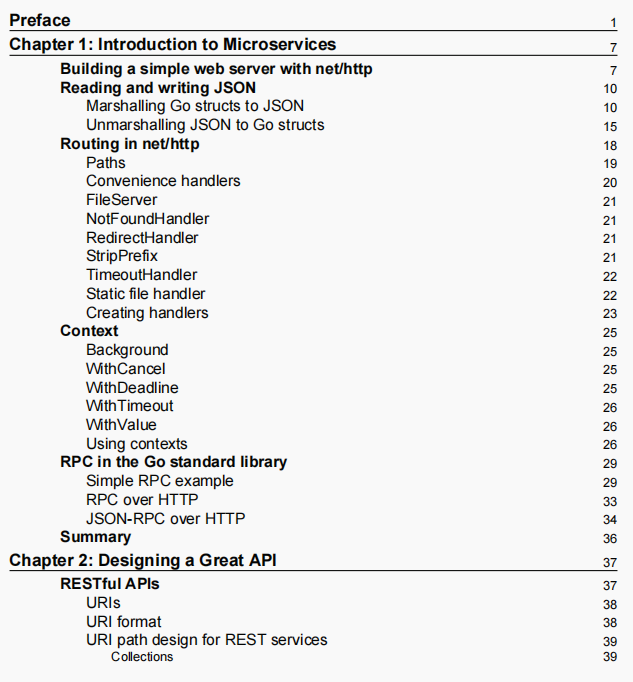 Preface 1
Chapter 1: Introduction to Microservices 7
Building a simple web server with net/http 7
Reading and writing JSON 10
Marshalling Go structs to JSON 10
Unmarshalling JSON to Go structs 15
Routing in net/http 18
Paths 19
Convenience handlers 20
FileServer 21
NotFoundHandler 21
RedirectHandler 21
StripPrefix 21
TimeoutHandler 22
Static file handler 22
Creating handlers 23
Context 25
Background 25
WithCancel 25
WithDeadline 25
WithTimeout 26
WithValue 26
Using contexts 26
RPC in the Go standard library 29
Simple RPC example 29
RPC over HTTP 33
JSON-RPC over HTTP 34
Summary 36
Chapter 2: Designing a Great API 37
RESTful APIs 37
URIs 38
URI format 38
URI path design for REST services 39
Collections 39